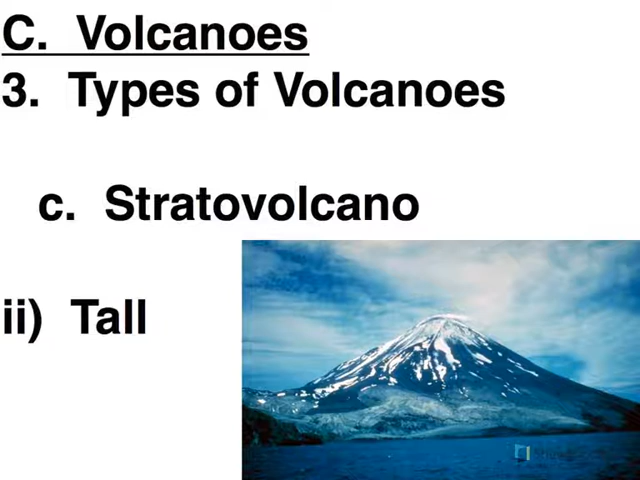 C. Volcanoes
3. Types of Volcanoes
c. Stratovolcano
ii) Tall